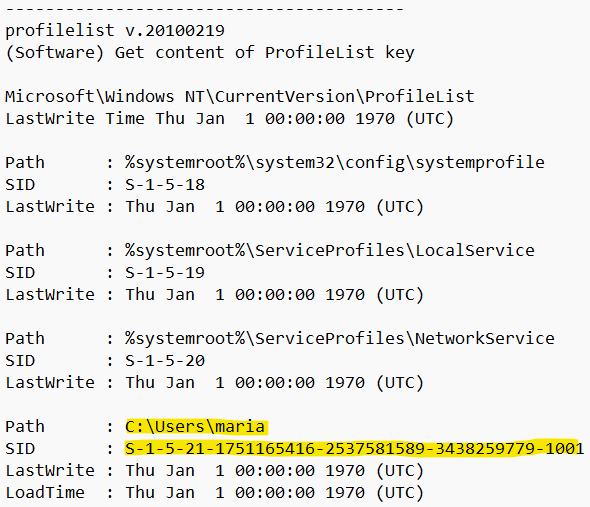 ----------------------------------------
profilelist v.20100219
(Software) Get content of ProfileList key

Microsoft\Windows NT\CurrentVersion\ProfileList
LastWrite Time Thu Jan  1 00:00:00 1970 (UTC)

Path      : %systemroot%\system32\config\systemprofile
SID       : S-1-5-18
LastWrite : Thu Jan  1 00:00:00 1970 (UTC)

Path      : %systemroot%\ServiceProfiles\LocalService
SID       : S-1-5-19
LastWrite : Thu Jan  1 00:00:00 1970 (UTC)

Path      : %systemroot%\ServiceProfiles\NetworkService
SID       : S-1-5-20
LastWrite : Thu Jan  1 00:00:00 1970 (UTC)

Path      : C:\Users\maria
SID       : S-1-5-21-1751165416-2537581589-3438259779-1001
LastWrite : Thu Jan  1 00:00:00 1970 (UTC)
LoadTime  : Thu Jan  1 00:00:00 1970 (UTC)